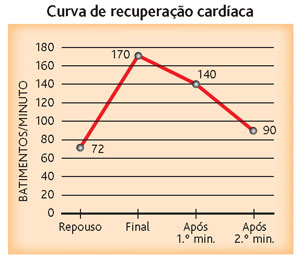 Curva de recuperação cardíaca
BATIMENTOS/MINUTO
180
160
140
120
100
80
60
40
20
0
72
170
140
90
Repouso
Final
Após
1.º min.
Após
2.º min.